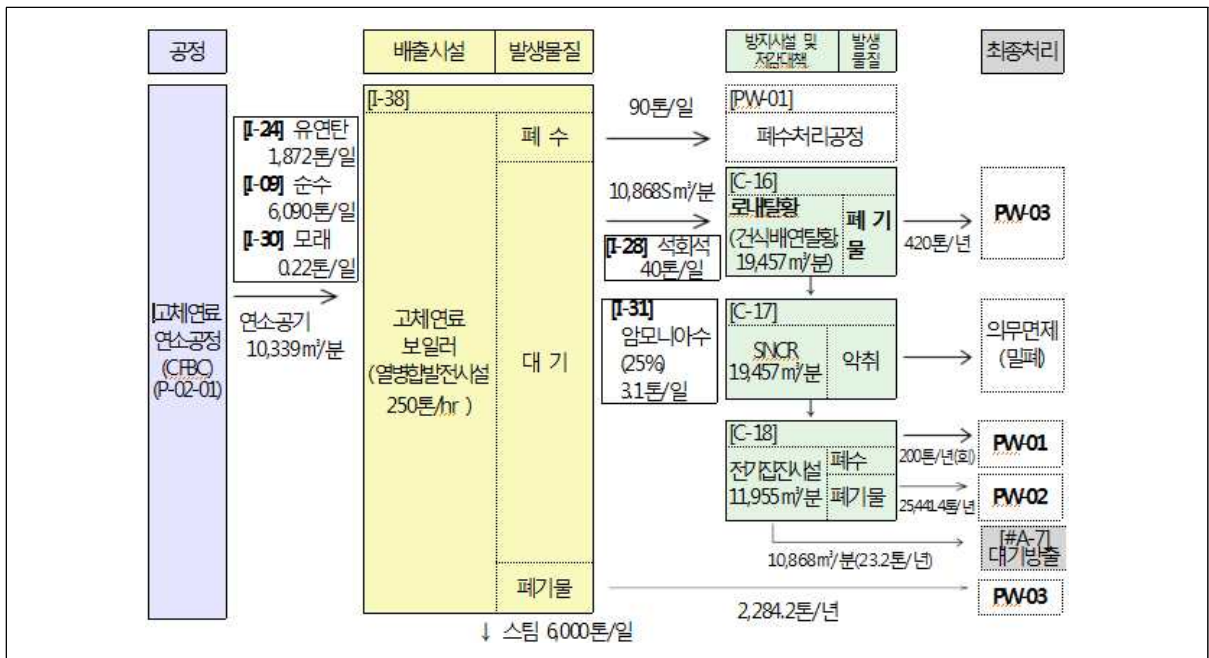 공정
배출시설 발생물질
방지시설 및
저감대책
발생
물질
최종처리
고체연료
연소공정
(CFBC)
(P-02-01)
[I-24] 유연탄
1,872톤/일
[I-09] 순수
6,090톤/일
[I-30] 모래
0.22톤/일
연소공기
10,339㎥/분
[I-38]
고체연료
보일러
(열병합발전시설
250톤/hr )
폐 수
대 기
폐기물
90톤/일
[PW-01]
폐수처리공정
10,868S㎥/분
[I-28] 석회석
40톤/일
[C-16]
로내탈황
(건식배연탈황,
19,457㎥/분)
폐 기
물
420톤/년
PW-03
[I-31]
암모니아수
(25%)
3.1톤/일
[C-17]
SNCR
19,457㎥/분
악취
의무면제
(밀폐)
[C-18]
전기집진시설
11,955㎥/분
폐수
폐기물
200톤/년(회)
PW-01
25,441.4톤/년
PW-02
10,868㎥/분(23.2톤/년)
[#A-7]
대기방출
2,284.2톤/년
PW-03
↓ 스팀 6,000톤/일